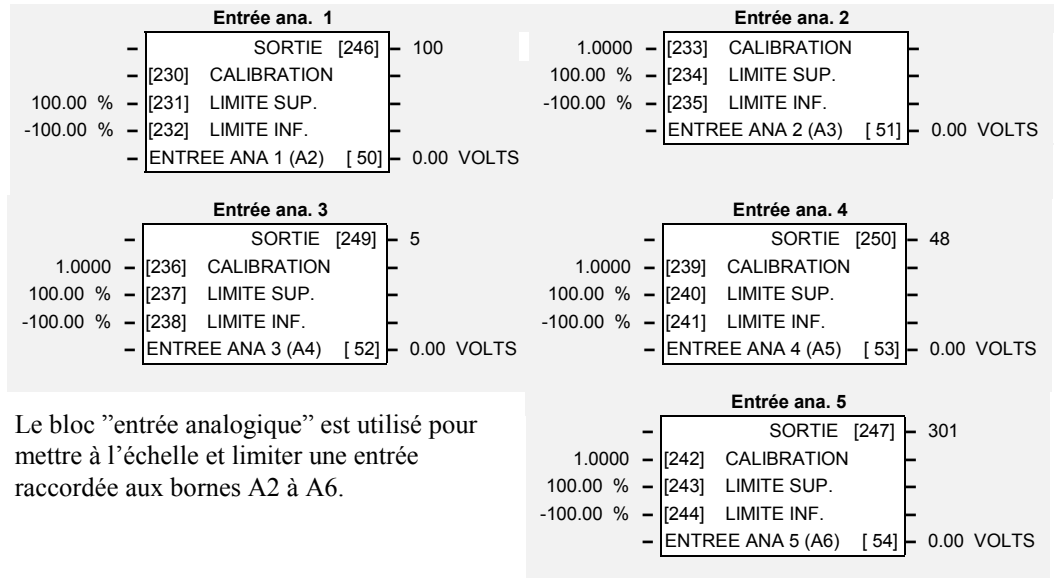 Entrée ana. 1
– SORTIE [246] – 100
– [230] CALIBRATION –
100.00 % – [231] LIMITE SUP. –
-100.00 % – [232] LIMITE INF. –
– ENTREE ANA 1 (A2) [ 50] – 0.00 VOLTS
Entrée ana. 2
1.0000 – [233] CALIBRATION –
100.00 % – [234] LIMITE SUP. –
-100.00 % – [235] LIMITE INF. –
– ENTREE ANA 2 (A3) [ 51] – 0.00 VOLTS
Entrée ana. 3
– SORTIE [249] – 5
1.0000 – [236] CALIBRATION –
100.00 % – [237] LIMITE SUP. –
-100.00 % – [238] LIMITE INF. –
– ENTREE ANA 3 (A4) [ 52] – 0.00 VOLTS
Entrée ana. 4
– SORTIE [250] – 48
1.0000 – [239] CALIBRATION –
100.00 % – [240] LIMITE SUP. –
-100.00 % – [241] LIMITE INF. –
– ENTREE ANA 4 (A5) [ 53] – 0.00 VOLTS
Le bloc ”entrée analogique” est utilisé pour
mettre à l’échelle et limiter une entrée
raccordée aux bornes A2 à A6.
Entrée ana. 5
– SORTIE [247] – 301
1.0000 – [242] CALIBRATION –
100.00 % – [243] LIMITE SUP. –
-100.00 % – [244] LIMITE INF. –
– ENTREE ANA 5 (A6) [ 54] – 0.00 VOLTS